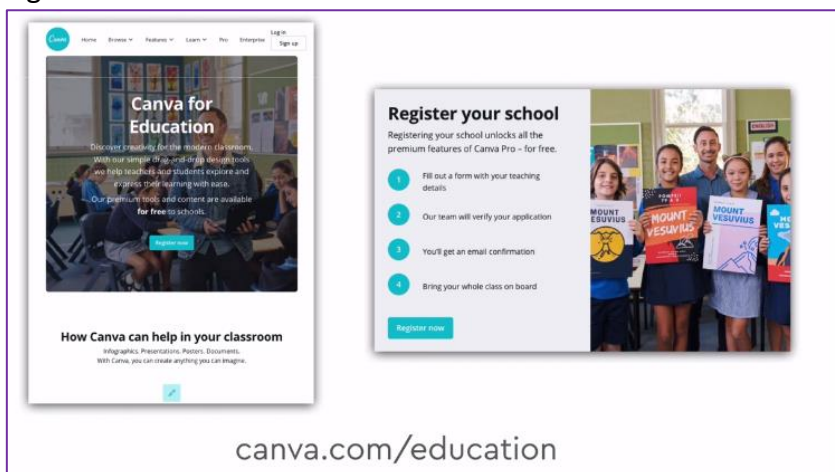 Canva
Home Browse Features Learn Pro Enterprise
Log in
Sign up
Canva for
Education
Discover creativity for the modern classroom.
With our simple drag-and-drop design tools
we help teachers and students explore and
express their learning with ease.
Our premium tools and content are available
for free to schools.
Register now
How Canva can help in your classroom
Infographics. Presentations. Posters. Documents.
With Canva, you can create anything you can imagine.
Register your school
Registering your school unlocks all the
premium features of Canva Pro – for free.
1 Fill out a form with your teaching
details
2 Our team will verify your application
3 You'll get an email confirmation
4 Bring your whole class on board
Register now
ENGLISH
MOUNT
VESUVIUS
MOUNT
VESUVIUS
MOUNT
VESUVIUS
canva.com/education